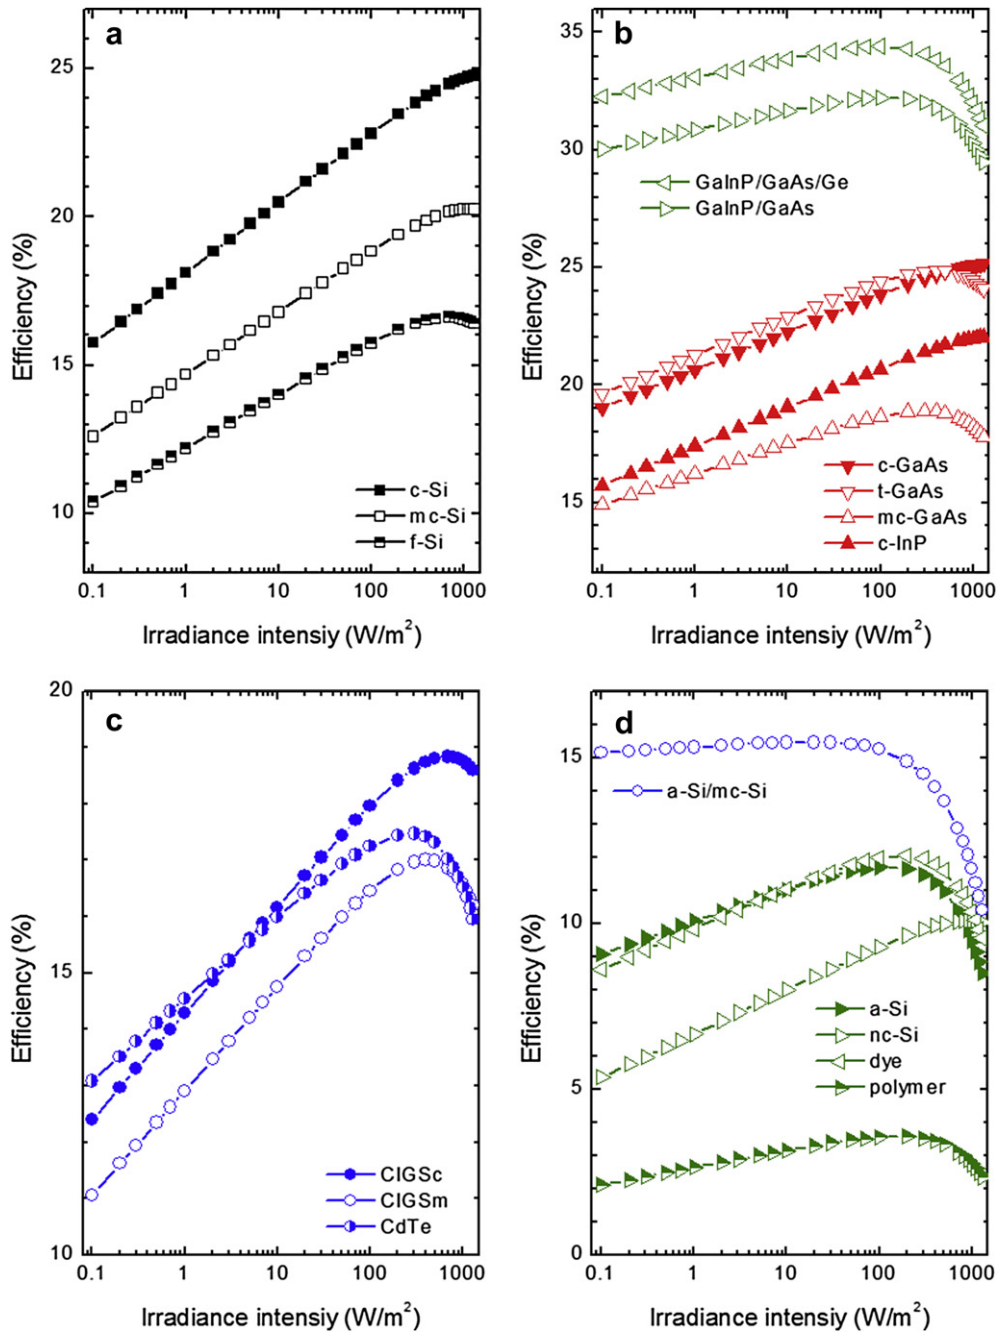 a
25
20
15
10
Efficiency (%)
c-Si
mc-Si
f-Si
0.1 1 10 100 1000
Irradiance intensiy (W/m²)
b
35
30
25
20
15
Efficiency (%)
GaInP/GaAs/Ge
GaInP/GaAs
c-GaAs
t-GaAs
mc-GaAs
c-InP
0.1 1 10 100 1000
Irradiance intensiy (W/m²)
c
20
15
10
Efficiency (%)
CIGSc
CIGSm
CdTe
0.1 1 10 100 1000
Irradiance intensiy (W/m²)
d
15
10
5
0
Efficiency (%)
a-Si/mc-Si
a-Si
nc-Si
dye
polymer
0.1 1 10 100 1000
Irradiance intensiy (W/m²)